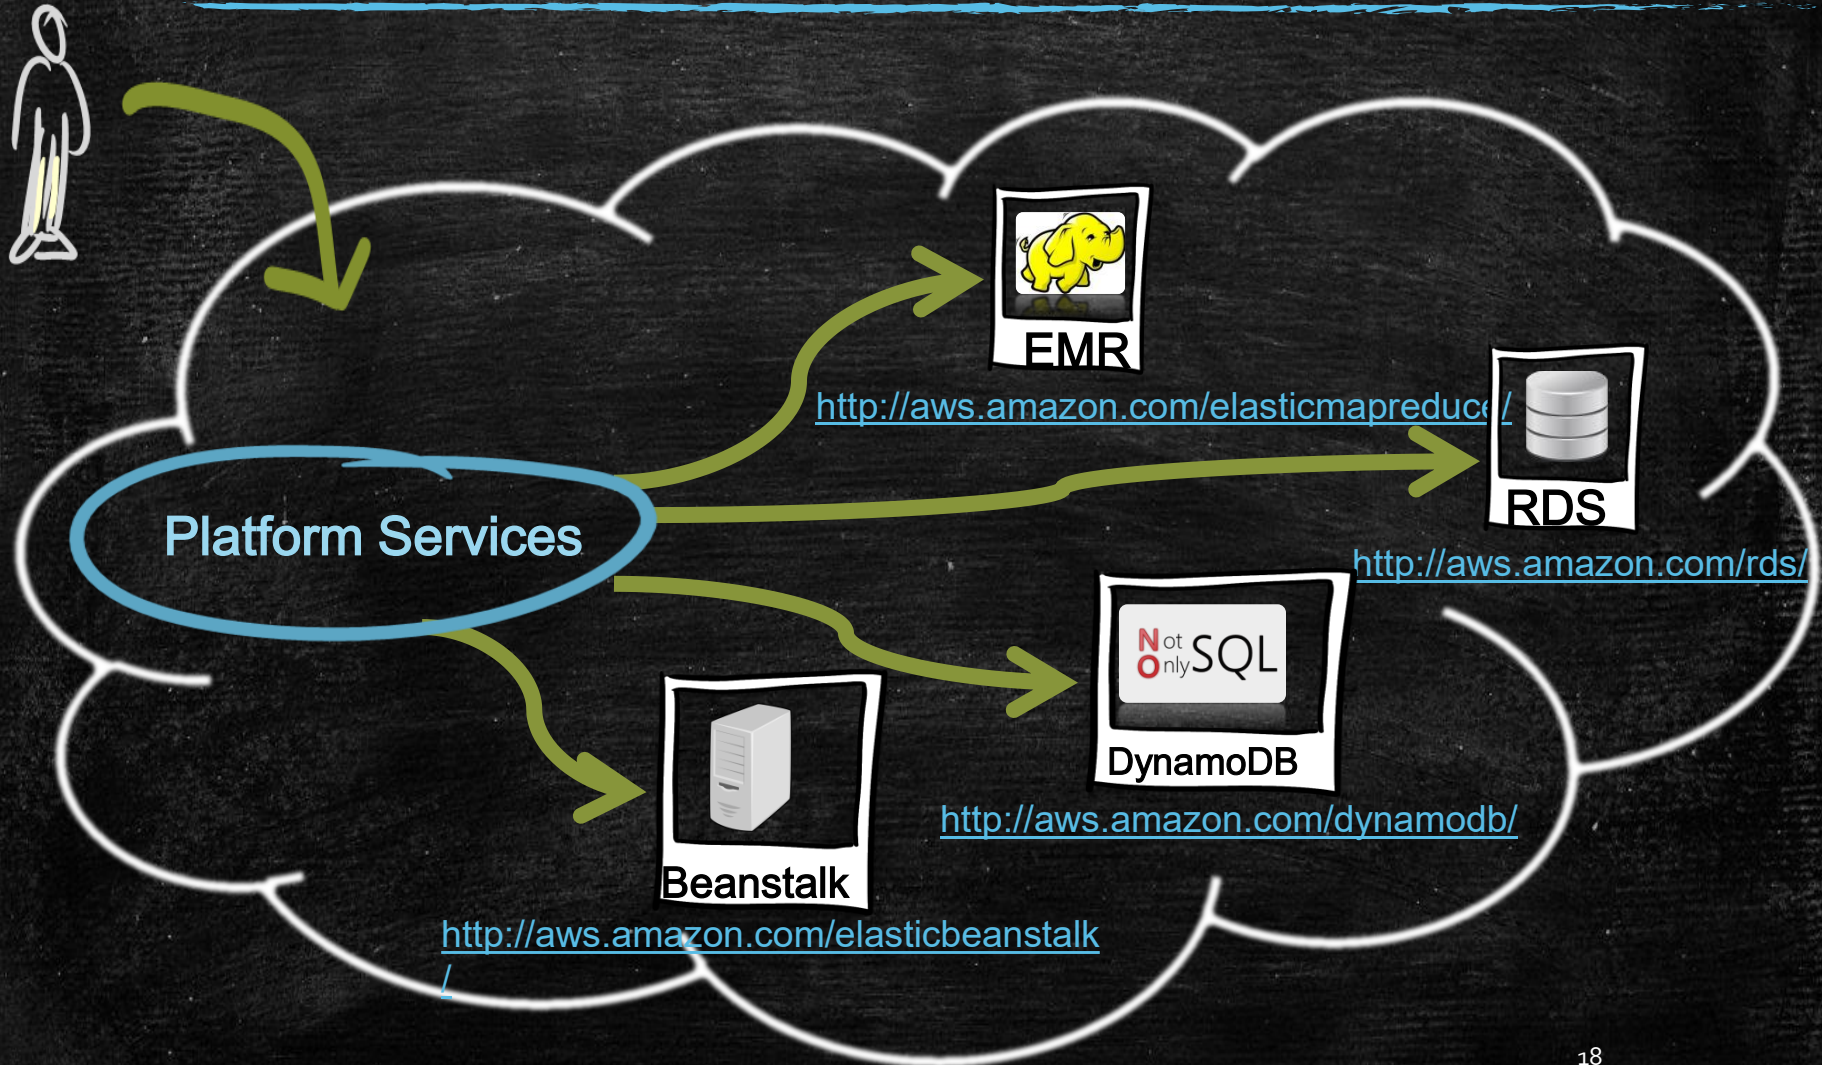 EMR
http://aws.amazon.com/elasticmapreduce/
RDS
http://aws.amazon.com/rds/
Platform Services
Not
Only SQL
DynamoDB
http://aws.amazon.com/dynamodb/
Beanstalk
http://aws.amazon.com/elasticbeanstalk
/
18